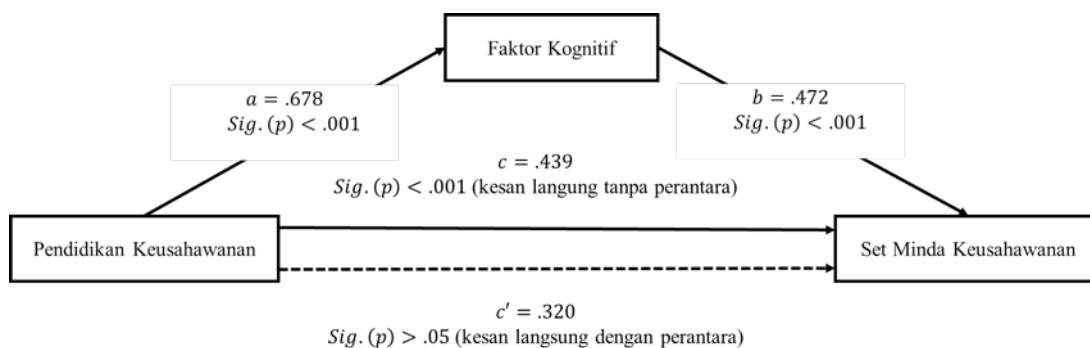 Faktor Kognitif
a = .678
Sig. (p) < .001
b = .472
Sig. (p) < .001
c = .439
Sig. (p) < .001 (kesan langung tanpa perantara)
Pendidikan Keusahawanan
Set Minda Keusahawanan
c′ = .320
Sig. (p) > .05 (kesan langsung dengan perantara)